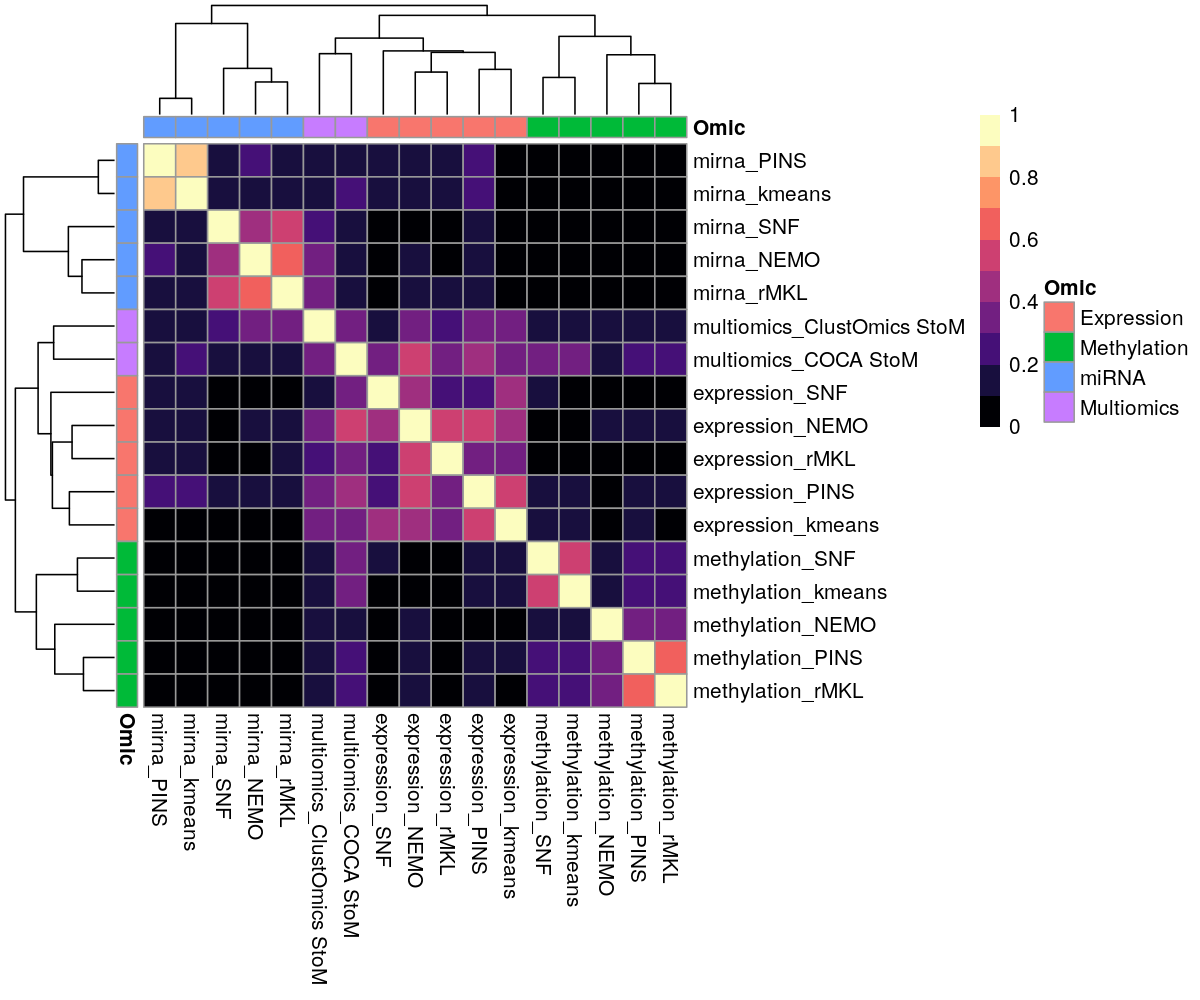 Omic
mirna_PINS
mirna_kmeans
mirna_SNF
mirna_NEMO
mirna_rMKL
multiomics_ClustOmics StoM
multiomics_COCA StoM
expression_SNF
expression_NEMO
expression_rMKL
expression_PINS
expression_kmeans
methylation_SNF
methylation_kmeans
methylation_NEMO
methylation_PINS
methylation_rMKL
1
0.8
0.6
0.4
0.2
0
Omic
Expression
Methylation
miRNA
Multiomics
Omic
mirna_PINS
mirna_kmeans
mirna_SNF
mirna_NEMO
mirna_rMKL
multiomics_ClustOmics StoM
multiomics_COCA StoM
expression_SNF
expression_NEMO
expression_rMKL
expression_PINS
expression_kmeans
methylation_SNF
methylation_kmeans
methylation_NEMO
methylation_PINS
methylation_rMKL